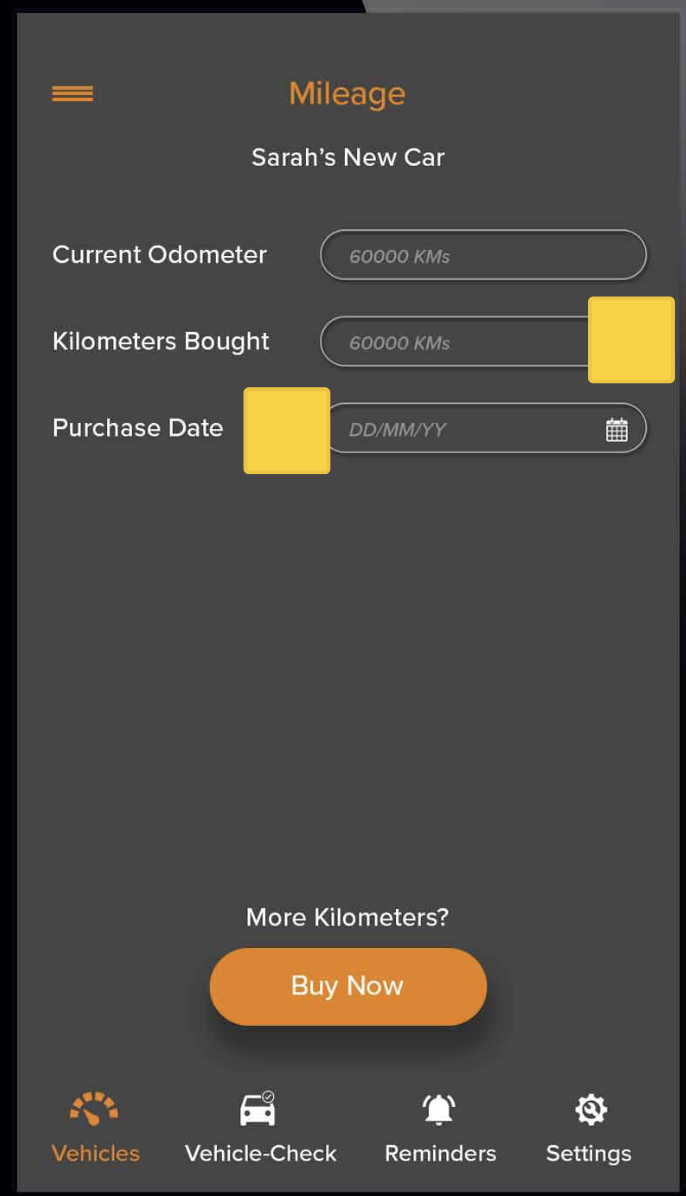 Mileage
Sarah's New Car
Current Odometer 60000 KMs
Kilometers Bought 60000 KMs
Purchase Date DD/MM/YY
More Kilometers?
Buy Now
Vehicles Vehicle-Check Reminders Settings